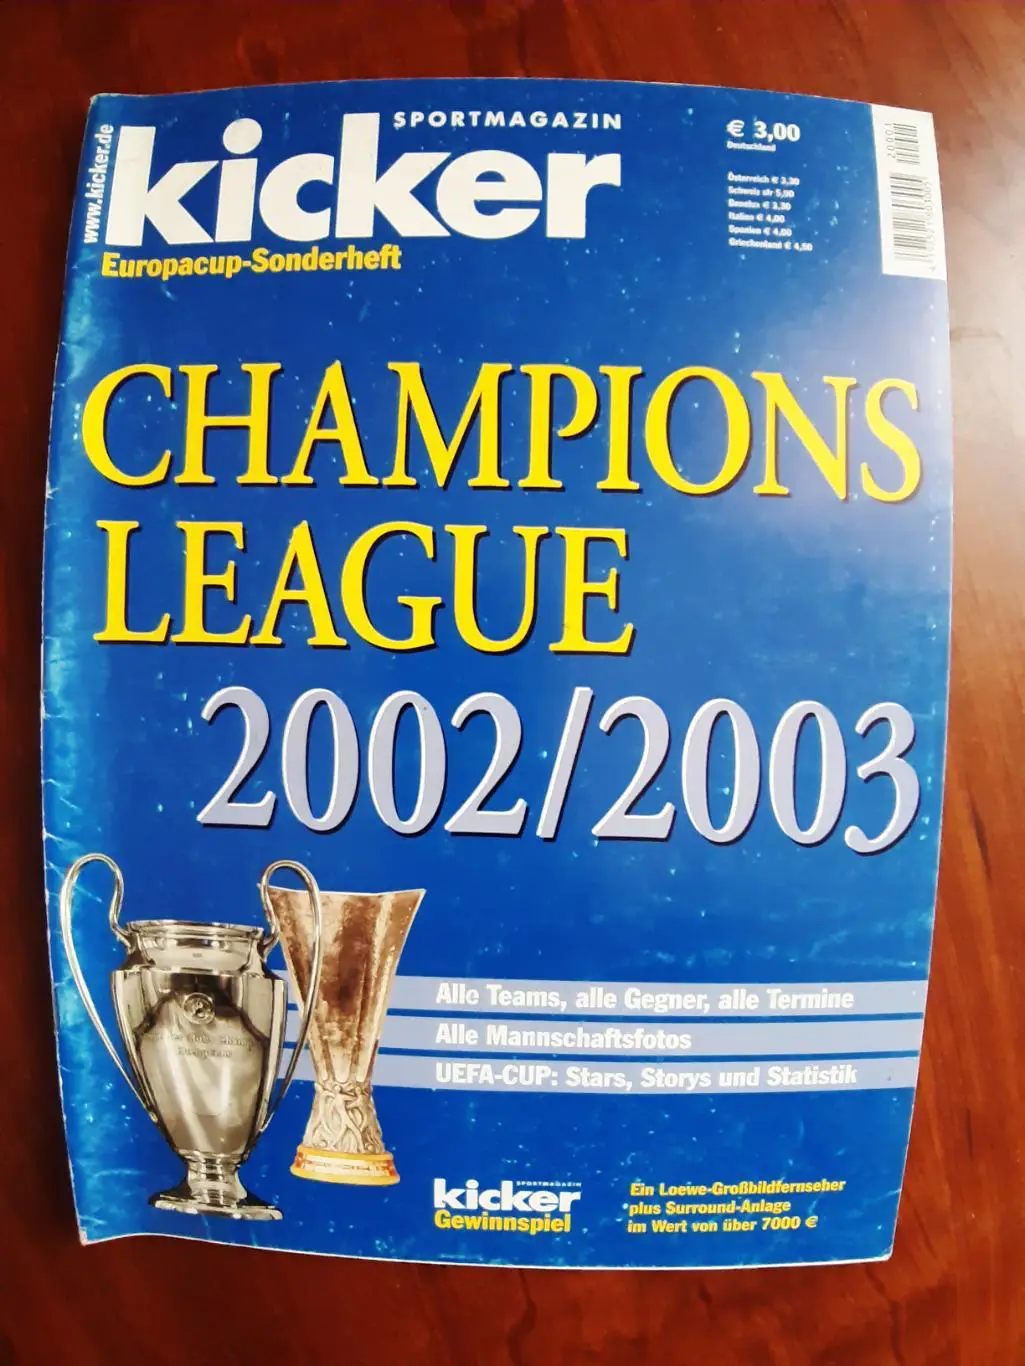 www.kicker.de
SPORTMAGAZIN
kicker
Europacup-Sonderheft
€ 3,00
Deutschland
Österreich € 3,30
Schweiz sfr 5,90
Benelux € 3,30
Italien € 4,00
Spanien € 4,00
Griechenland € 4,50
CHAMPIONS
LEAGUE
2002/2003
Alle Teams, alle Gegner, alle Termine
Alle Mannschaftsfotos
UEFA-CUP: Stars, Storys und Statistik
SPORTMAGAZIN
kicker
Gewinnspiel
Ein Loewe-Großbildfernseher
plus Surround-Anlage
im Wert von über 7000 €